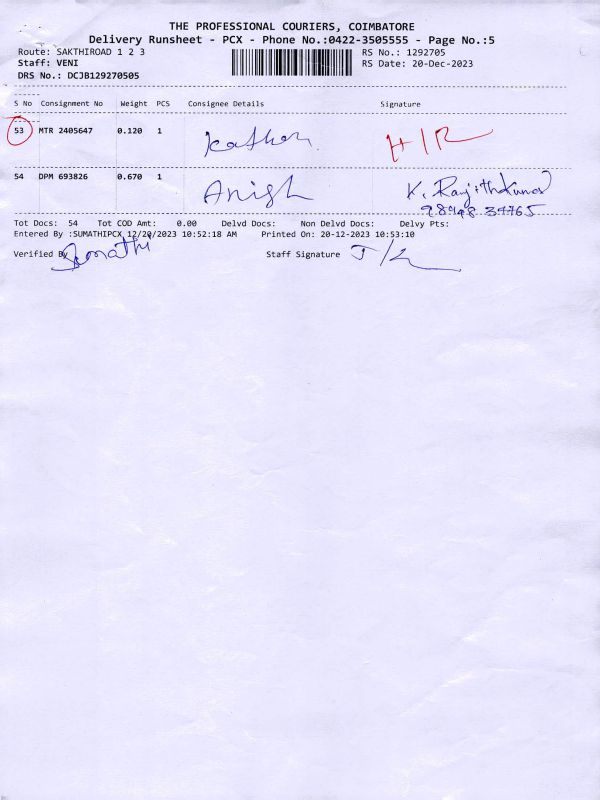 THE PROFESSIONAL COURIERS, COIMBATORE
Delivery Runsheet - PCX - Phone No.:0422-3505555 - Page No.:5
Route: SAKTHIROAD 1 2 3 RS No.: 1292705
Staff: VENI RS Date: 20-Dec-2023
DRS No.: DCJB129270505
S No Consignment No Weight PCS Consignee Details Signature
53 MTR 2405647 0.120 1
54 DPM 693826 0.670 1 Anish K. Ranjithkumar
Tot Docs: 54 Tot COD Amt: 0.00 Delvd Docs: Non Delvd Docs: Delvy Pts:
Entered By :SUMATHIPCX 12/20/2023 10:52:18 AM Printed On: 20-12-2023 10:53:10
Verified By Sumathi Staff Signature